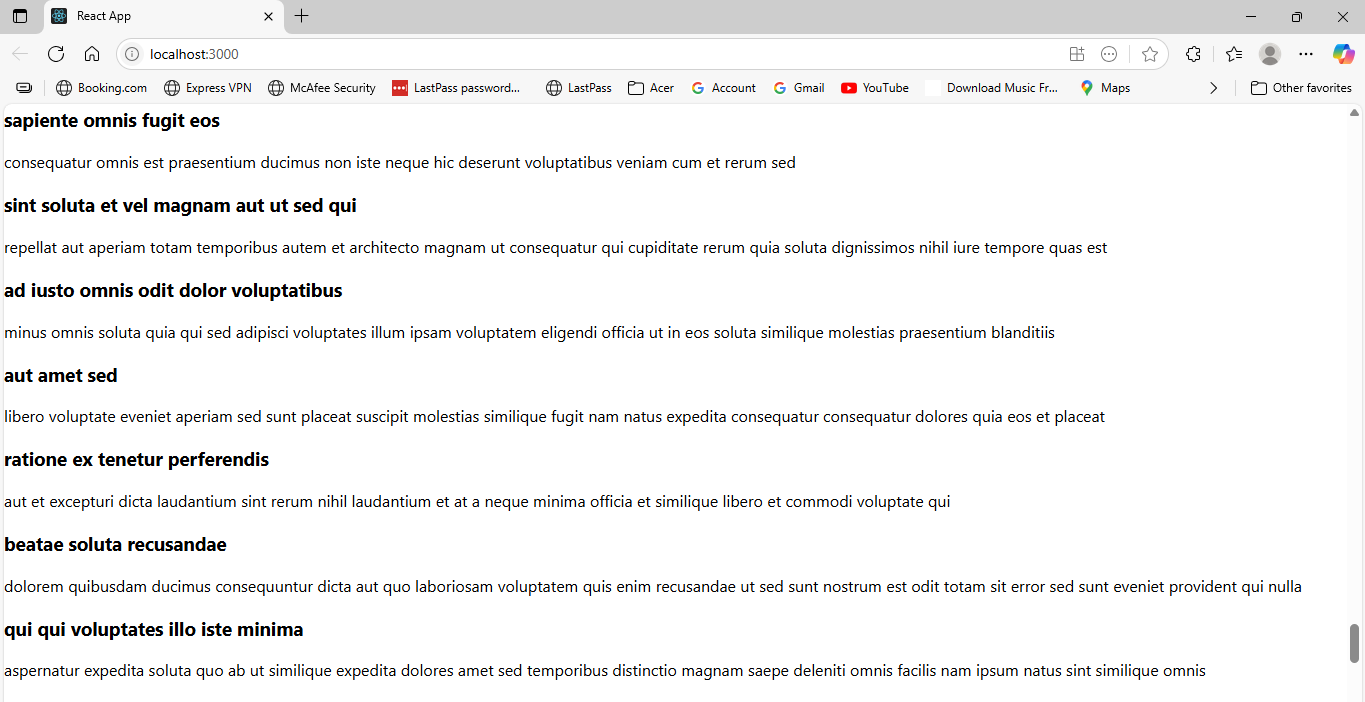 React App
localhost:3000
Booking.com Express VPN McAfee Security LastPass password... LastPass Acer Account Gmail YouTube Download Music Fr... Maps Other favorites
sapiente omnis fugit eos
consequatur omnis est praesentium ducimus non iste neque hic deserunt voluptatibus veniam cum et rerum sed
sint soluta et vel magnam aut ut sed qui
repellat aut aperiam totam temporibus autem et architecto magnam ut consequatur qui cupiditate rerum quia soluta dignissimos nihil iure tempore quas est
ad iusto omnis odit dolor voluptatibus
minus omnis soluta quia qui sed adipisci voluptates illum ipsam voluptatem eligendi officia ut in eos soluta similique molestias praesentium blanditiis
aut amet sed
libero voluptate eveniet aperiam sed sunt placeat suscipit molestias similique fugit nam natus expedita consequatur consequatur dolores quia eos et placeat
ratione ex tenetur perferendis
aut et excepturi dicta laudantium sint rerum nihil laudantium et at a neque minima officia et similique libero et commodi voluptate qui
beatae soluta recusandae
dolorem quibusdam ducimus consequuntur dicta aut quo laboriosam voluptatem quis enim recusandae ut sed sunt nostrum est odit totam sit error sed sunt eveniet provident qui nulla
qui qui voluptates illo iste minima
aspernatur expedita soluta quo ab ut similique expedita dolores amet sed temporibus distinctio magnam saepe deleniti omnis facilis nam ipsum natus sint similique omnis